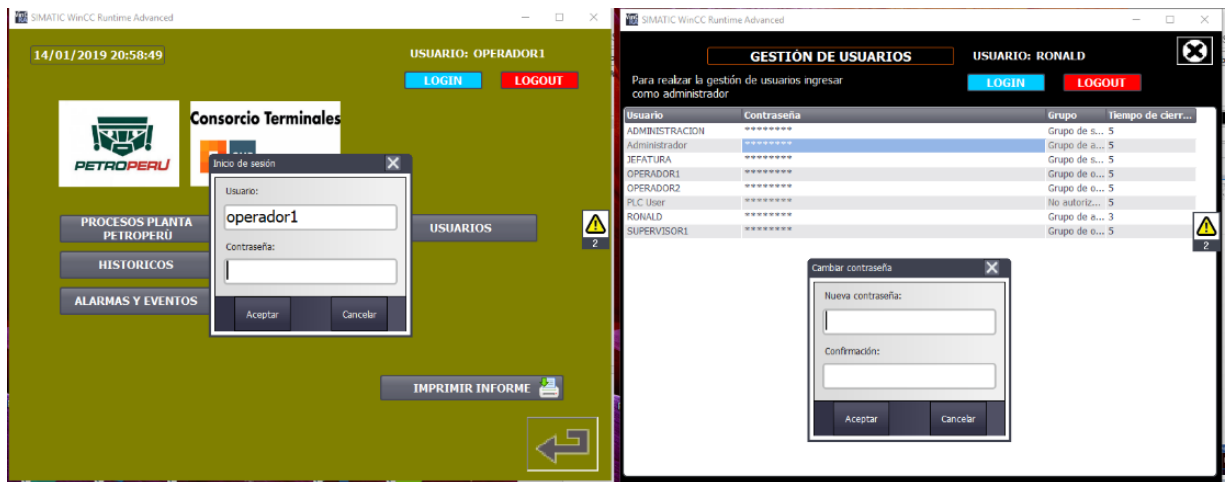 SIMATIC WinCC Runtime Advanced
14/01/2019 20:58:49
USUARIO: OPERADOR1
LOGIN LOGOUT
PETROPERU
Consorcio Terminales
Inicio de sesión
Usuario:
operador1
Contraseña:
Aceptar Cancelar
PROCESOS PLANTA
PETROPERÚ
USUARIOS
2
HISTORICOS
ALARMAS Y EVENTOS
IMPRIMIR INFORME
SIMATIC WinCC Runtime Advanced
GESTIÓN DE USUARIOS
USUARIO: RONALD
Para realizar la gestión de usuarios ingresar
como administrador
LOGIN LOGOUT
Usuario Contraseña Grupo Tiempo de cierr...
ADMINISTRACION ******** Grupo de s... 5
Administrador ******** Grupo de a... 5
JEFATURA ******** Grupo de s... 5
OPERADOR1 ******** Grupo de o... 5
OPERADOR2 ******** Grupo de o... 5
PLC User ******** No autoriz... 5
RONALD ******** Grupo de a... 3
SUPERVISOR1 ******** Grupo de o... 5
2
Cambiar contraseña
Nueva contraseña:
Confirmación:
Aceptar Cancelar